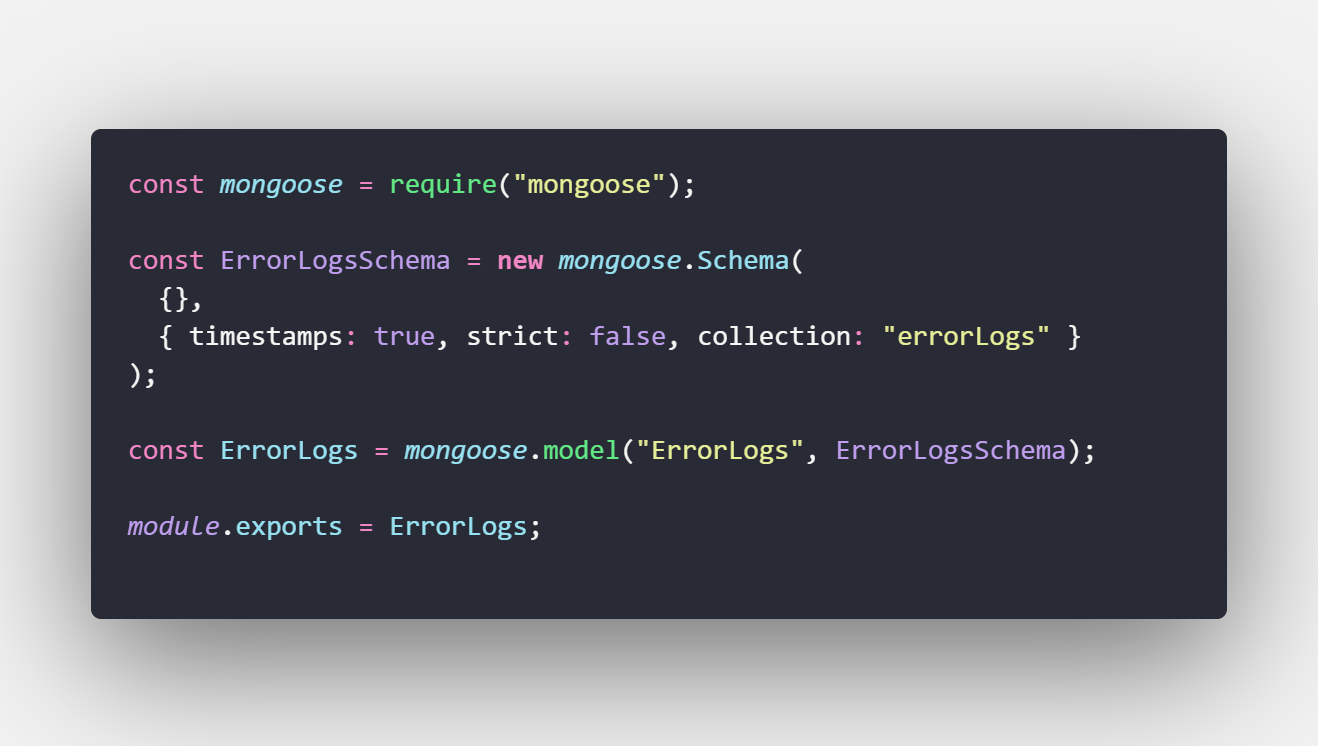 const mongoose = require("mongoose");
const ErrorLogsSchema = new mongoose.Schema(
  {},
  { timestamps: true, strict: false, collection: "errorLogs" }
);
const ErrorLogs = mongoose.model("ErrorLogs", ErrorLogsSchema);
module.exports = ErrorLogs;